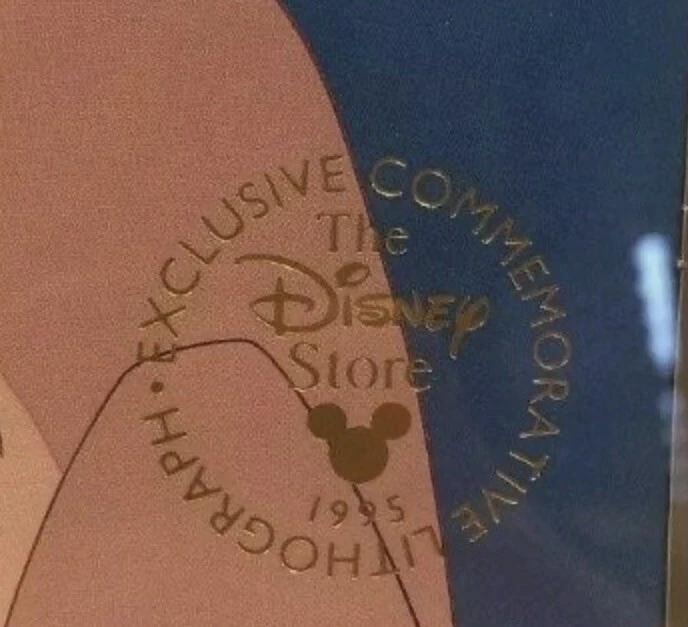 EXCLUSIVE COMMEMORATIVE LITHOGRAPH •
The
DISNEY
Store
1995